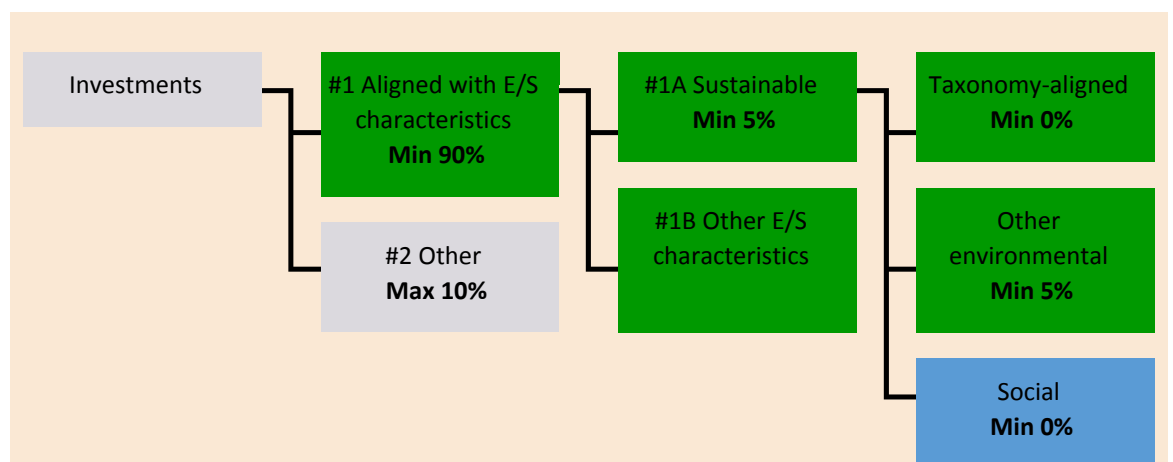 Investments
#1 Aligned with E/S
characteristics
Min 90%
#2 Other
Max 10%
#1A Sustainable
Min 5%
#1B Other E/S
characteristics
Taxonomy-aligned
Min 0%
Other
environmental
Min 5%
Social
Min 0%